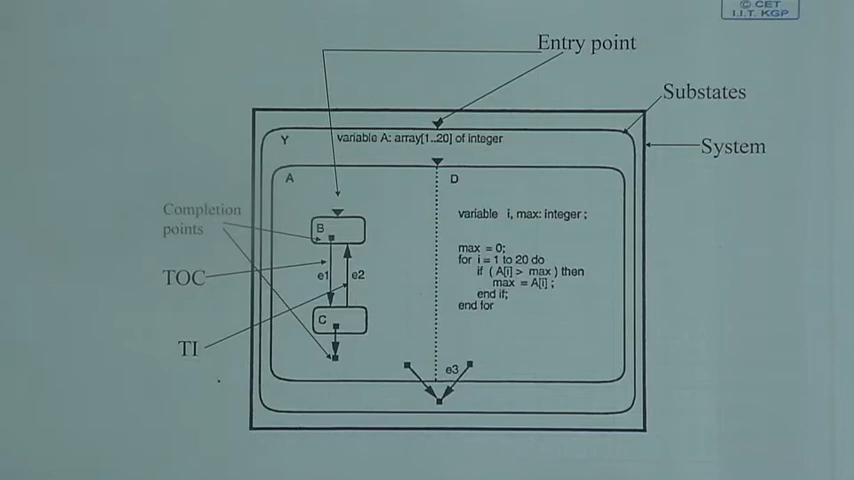 © CET
I.I.T. KGP
Entry point
Substates
System
Y
variable A: array[1..20] of integer
A
D
Completion
points
B
variable i, max: integer ;
max = 0;
for i = 1 to 20 do
if ( A[i] > max ) then
max = A[i] ;
end if;
end for
TOC
e1
e2
C
TI
e3